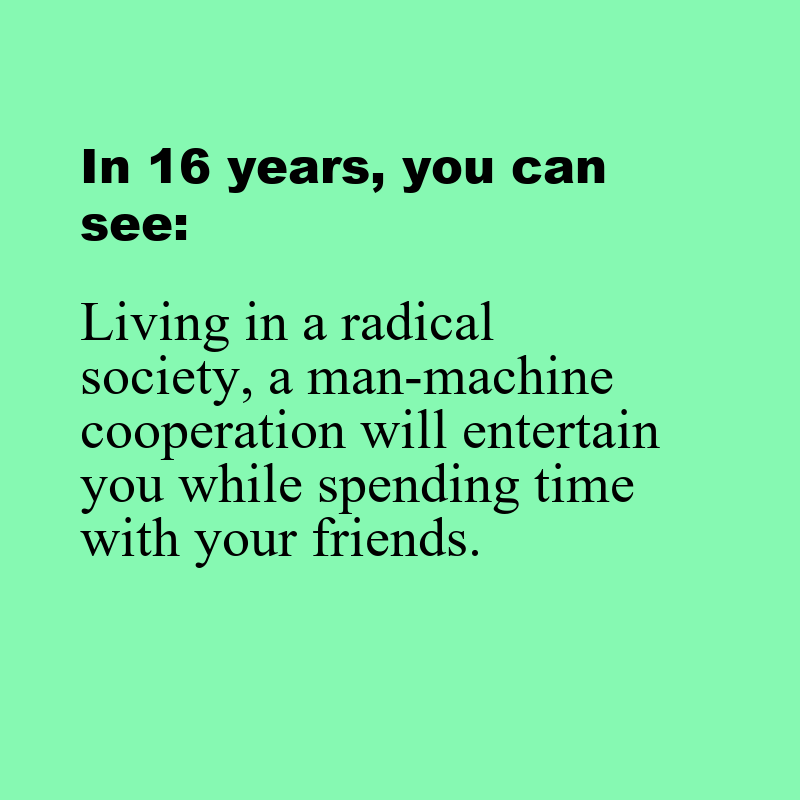 In 16 years, you can
see:
Living in a radical
society, a man-machine
cooperation will entertain
you while spending time
with your friends.